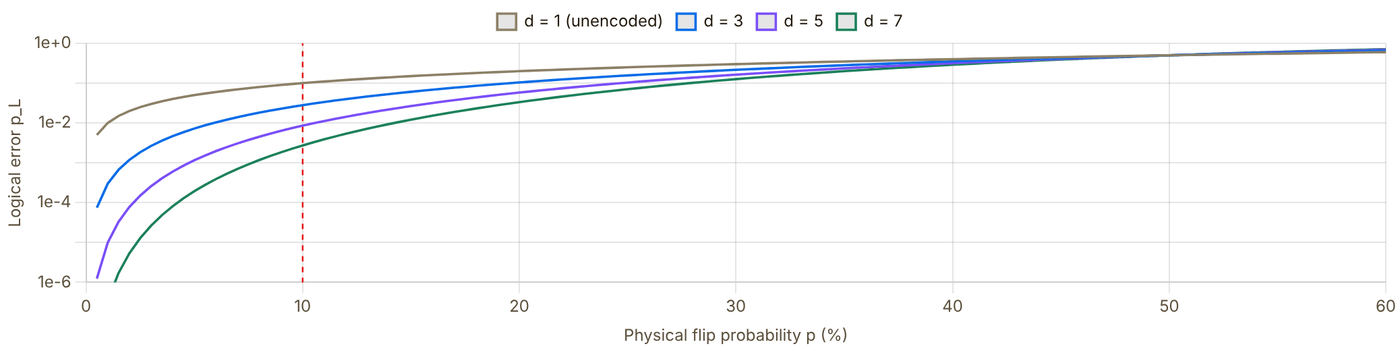 d = 1 (unencoded) d = 3 d = 5 d = 7
1e+0
1e-2
1e-4
1e-6
Logical error p_L
0 10 20 30 40 50 60
Physical flip probability p (%)